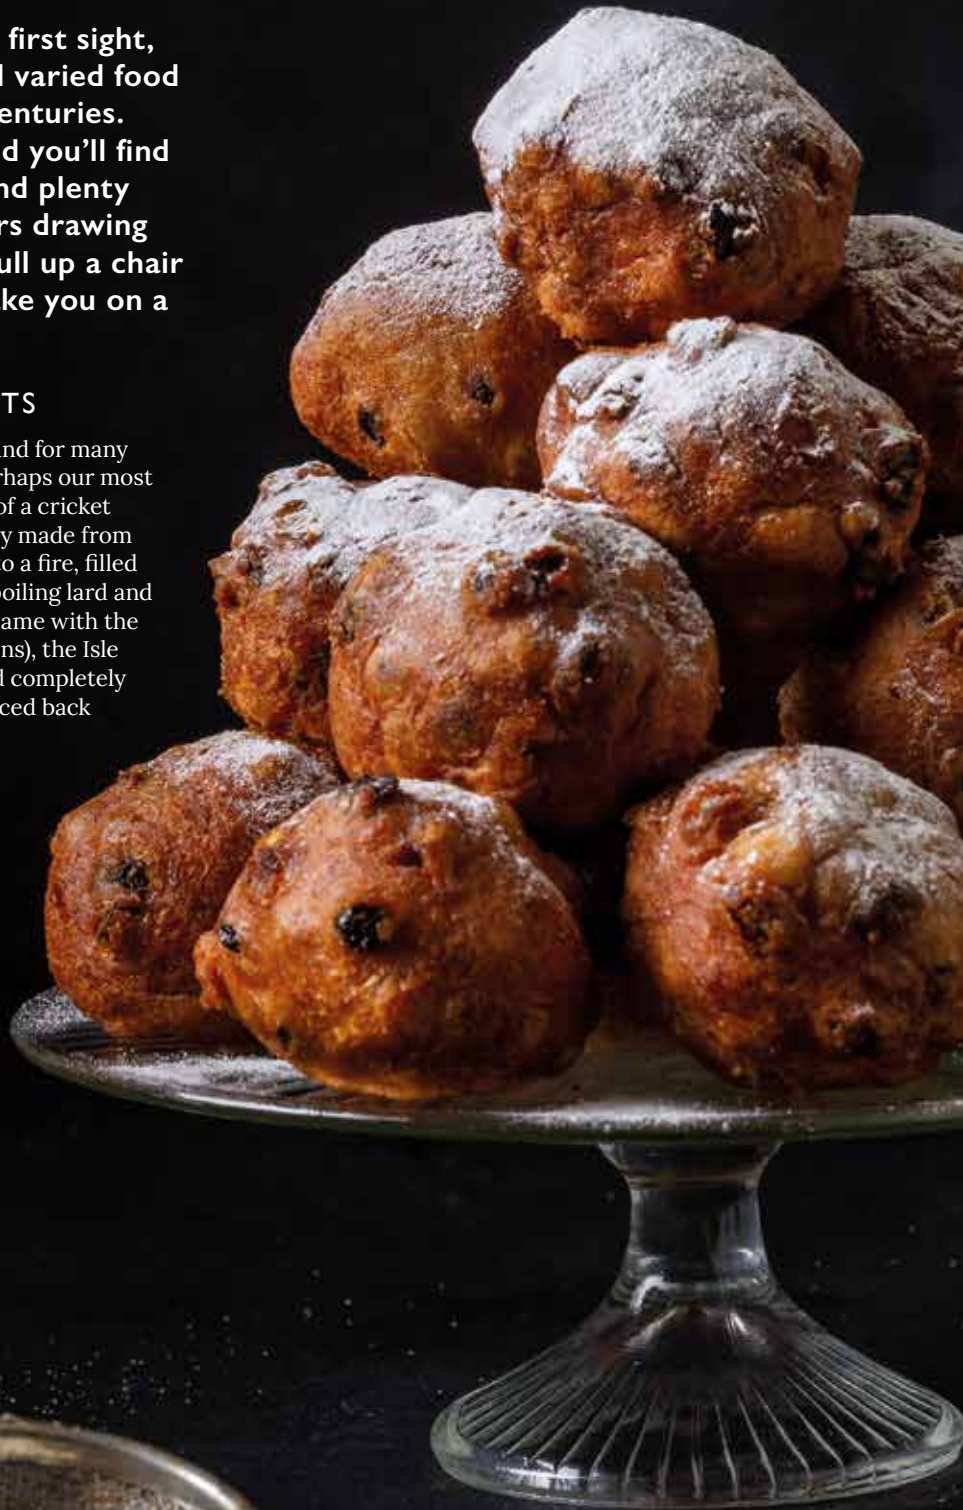 first sight,
varied food
enturies.
d you'll find
nd plenty
rs drawing
ull up a chair
ke you on a
TS
and for many
rhaps our most
of a cricket
y made from
to a fire, filled
boiling lard and
ame with the
ns), the Isle
d completely
ced back